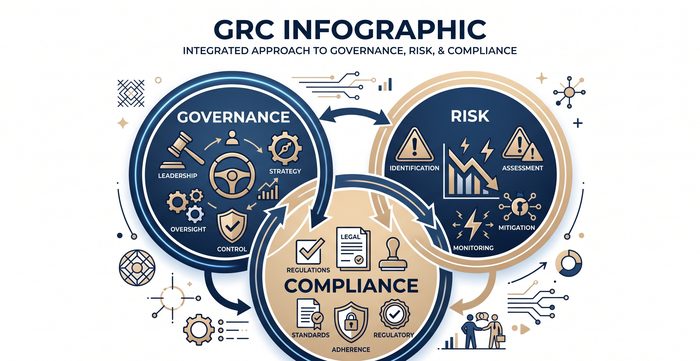 GRC INFOGRAPHIC
INTEGRATED APPROACH TO GOVERNANCE, RISK, & COMPLIANCE
GOVERNANCE
LEADERSHIP
STRATEGY
OVERSIGHT
CONTROL
RISK
IDENTIFICATION
ASSESSMENT
MITIGATION
MONITORING
LEGAL
REGULATIONS
COMPLIANCE
STANDARDS
REGULATORY
ADHERENCE